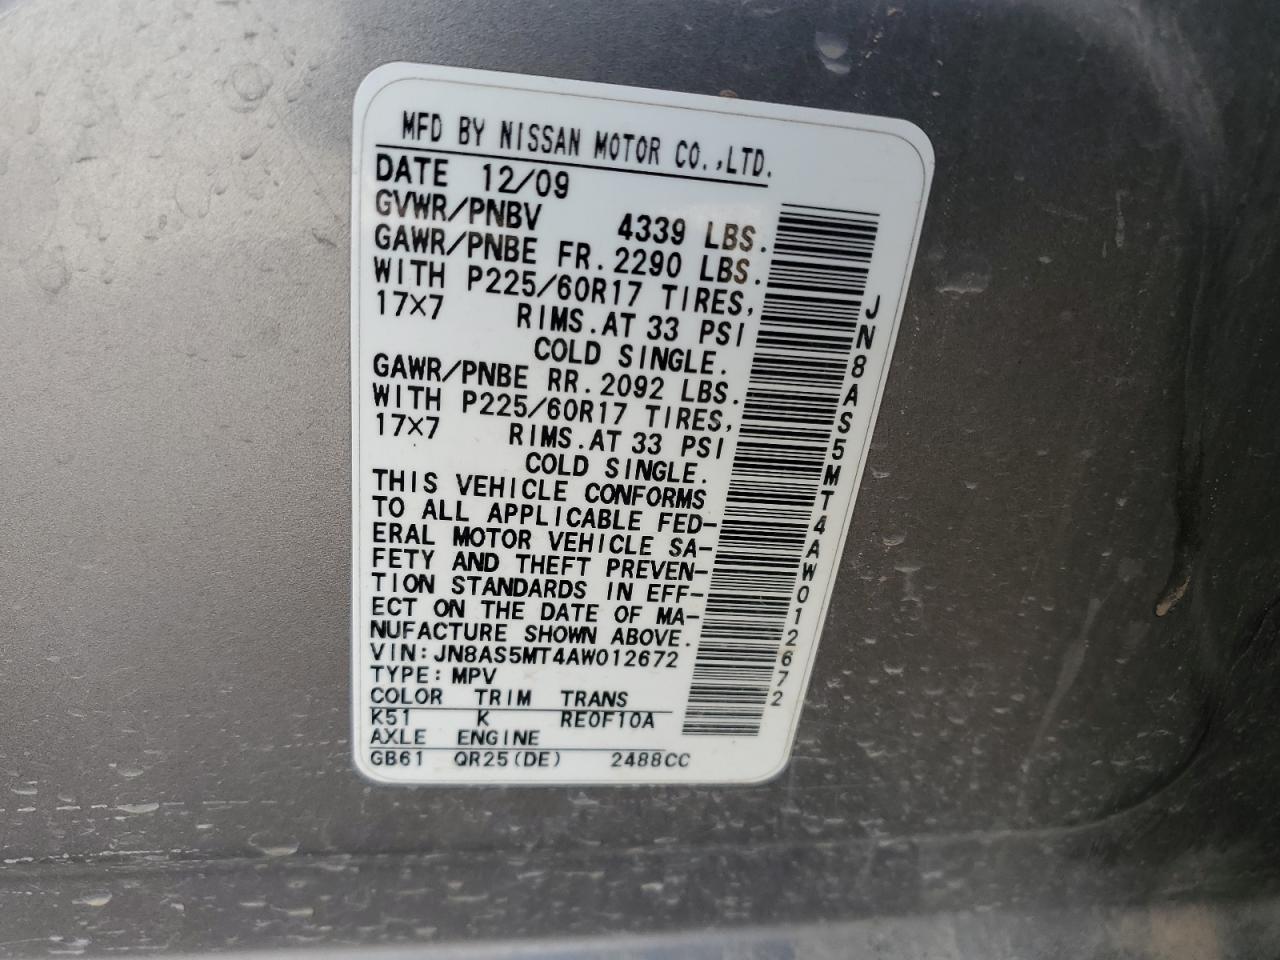 MFD BY NISSAN MOTOR CO.,LTD.
DATE 12/09
GVWR/PNBV 4339 LBS.
GAWR/PNBE FR.2290 LBS.
WITH P225/60R17 TIRES,
17×7 RIMS.AT 33 PSI
COLD SINGLE.
GAWR/PNBE RR.2092 LBS.
WITH P225/60R17 TIRES,
17×7 RIMS.AT 33 PSI
COLD SINGLE.
THIS VEHICLE CONFORMS
TO ALL APPLICABLE FED-
ERAL MOTOR VEHICLE SA-
FETY AND THEFT PREVEN-
TION STANDARDS IN EFF-
ECT ON THE DATE OF MA-
NUFACTURE SHOWN ABOVE.
VIN:JN8AS5MT4AW012672
TYPE:MPV
COLOR TRIM TRANS
K51 K RE0F10A
AXLE ENGINE
GB61 QR25(DE) 2488CC
JN8AS5MT4AW012672